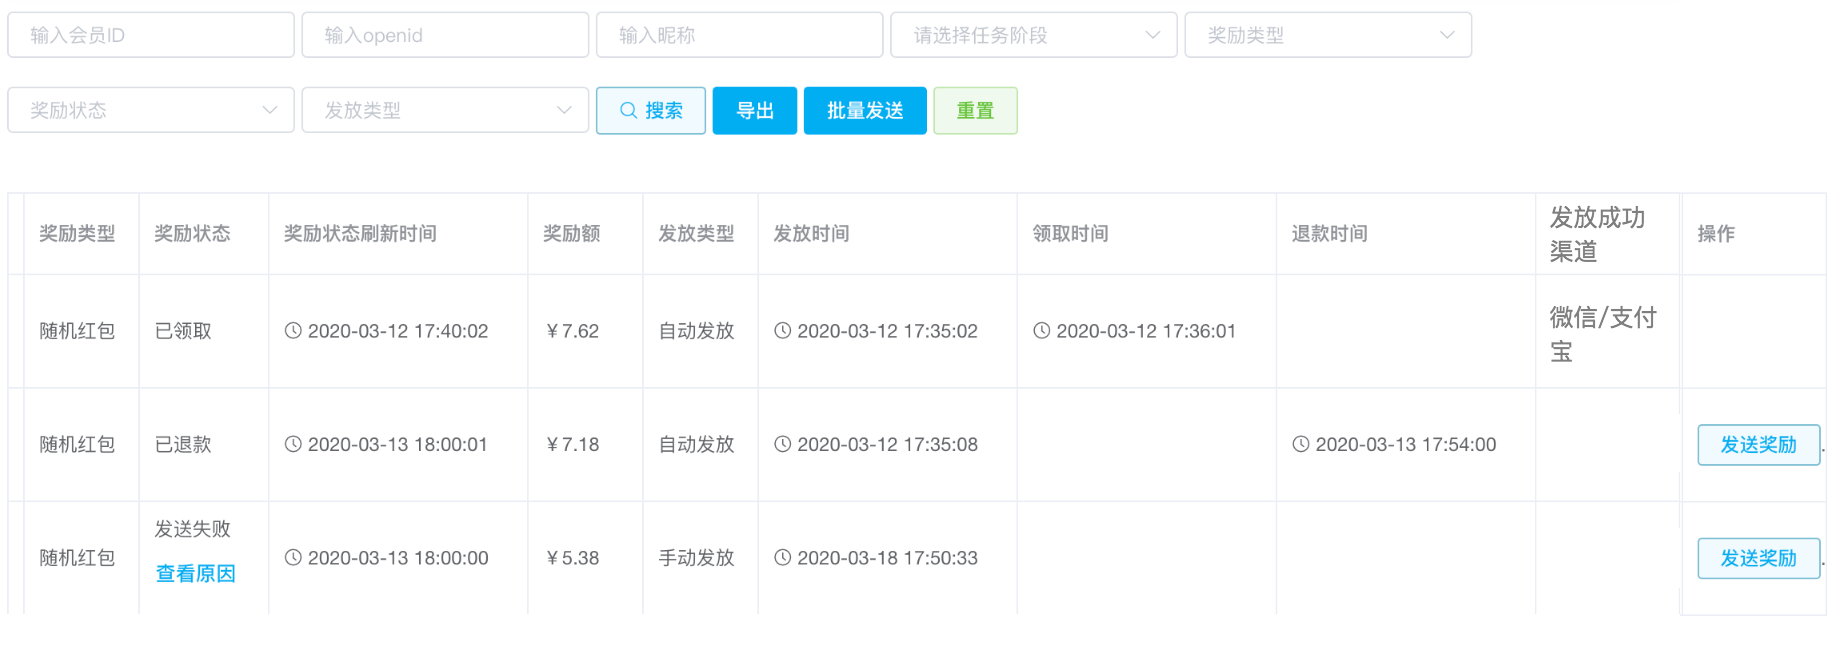 输入会员ID 输入openid 输入昵称 请选择任务阶段 奖励类型
奖励状态 发放类型 搜索 导出 批量发送 重置
奖励类型 奖励状态 奖励状态刷新时间 奖励额 发放类型 发放时间 领取时间 退款时间 发放成功 操作
渠道
随机红包 已领取 2020-03-12 17:40:02 ¥7.62 自动发放 2020-03-12 17:35:02 2020-03-12 17:36:01 微信/支付
宝
随机红包 已退款 2020-03-13 18:00:01 ¥7.18 自动发放 2020-03-12 17:35:08 2020-03-13 17:54:00 发送奖励 .
发送失败
随机红包 2020-03-13 18:00:00 ¥5.38 手动发放 2020-03-18 17:50:33 发送奖励 .
查看原因